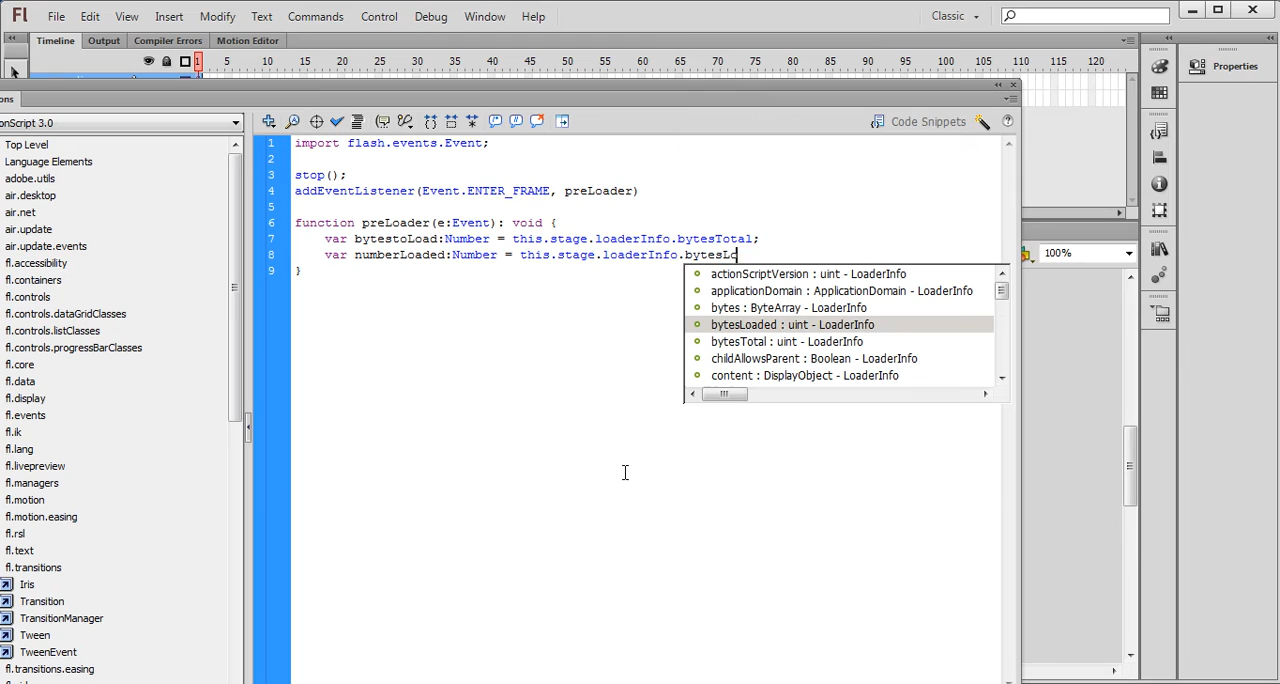 Fl File Edit View Insert Modify Text Commands Control Debug Window Help Classic
Timeline Output Compiler Errors Motion Editor
1 5 10 15 20 25 30 35 40 45 50 55 60 65 70 75 80 85 90 95 100 105 110 115 120
Properties
ons
onScript 3.0
Code Snippets
Top Level
Language Elements
adobe.utils
air.desktop
air.net
air.update
air.update.events
fl.accessibility
fl.containers
fl.controls
fl.controls.dataGridClasses
fl.controls.listClasses
fl.controls.progressBarClasses
fl.core
fl.data
fl.display
fl.events
fl.ik
fl.lang
fl.livepreview
fl.managers
fl.motion
fl.motion.easing
fl.rsl
fl.text
fl.transitions
Iris
Transition
TransitionManager
Tween
TweenEvent
fl.transitions.easing
1 import flash.events.Event;
2
3 stop();
4 addEventListener(Event.ENTER_FRAME, preLoader)
5
6 function preLoader(e:Event): void {
7 var bytestoLoad:Number = this.stage.loaderInfo.bytesTotal;
8 var numberLoaded:Number = this.stage.loaderInfo.bytesLo
9 }
actionScriptVersion : uint - LoaderInfo
applicationDomain : ApplicationDomain - LoaderInfo
bytes : ByteArray - LoaderInfo
bytesLoaded : uint - LoaderInfo
bytesTotal : uint - LoaderInfo
childAllowsParent : Boolean - LoaderInfo
content : DisplayObject - LoaderInfo
100%